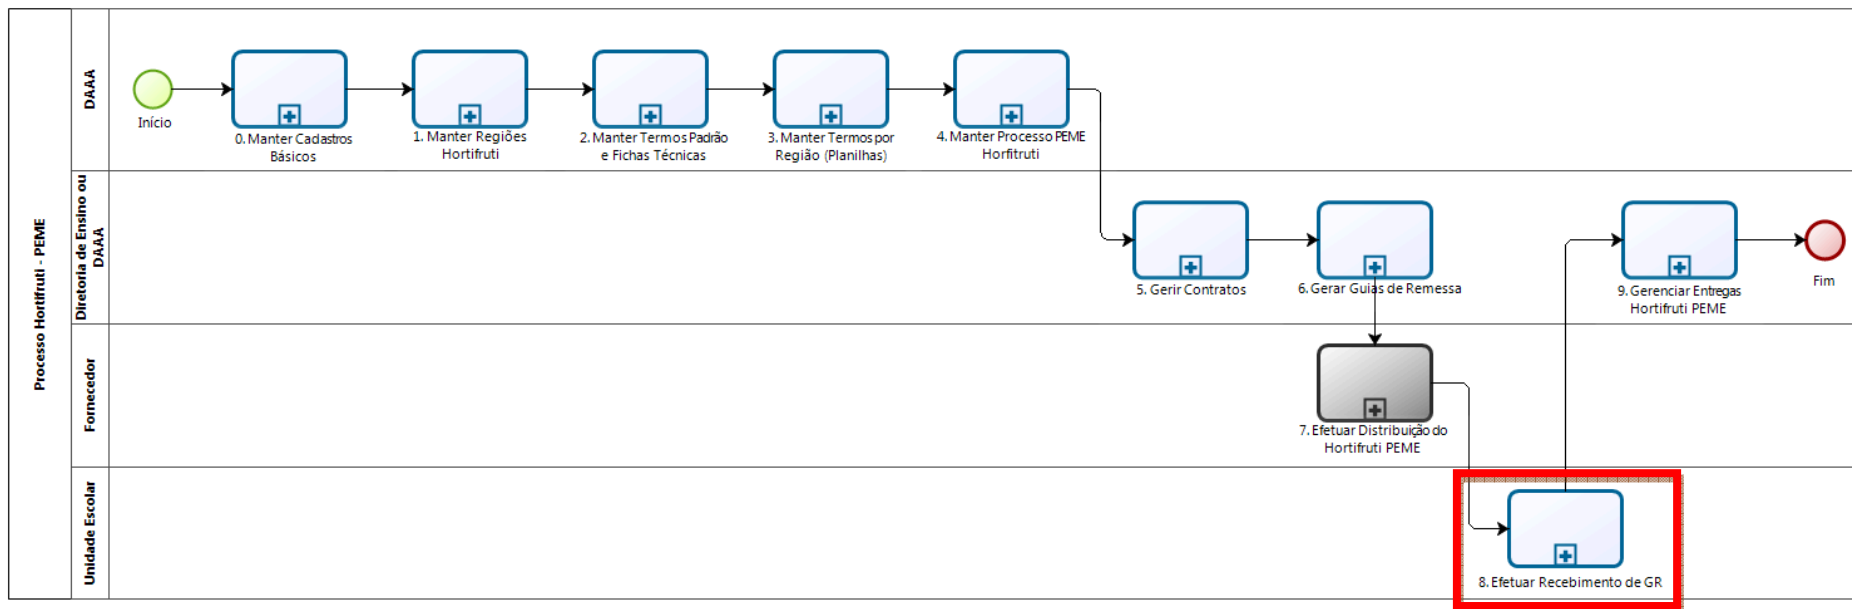 Processo Hortifruti - PEME
DAAA
Início
0. Manter Cadastros
Básicos
1. Manter Regiões
Hortifruti
2. Manter Termos Padrão
e Fichas Técnicas
3. Manter Termos por
Região (Planilhas)
4. Manter Processo PEME
Horfitruti
Diretoria de Ensino ou
DAAA
5. Gerir Contratos
6. Gerar Guias de Remessa
9. Gerenciar Entregas
Hortifruti PEME
Fim
Fornecedor
7. Efetuar Distribuição do
Hortifruti PEME
Unidade Escolar
8. Efetuar Recebimento de GR